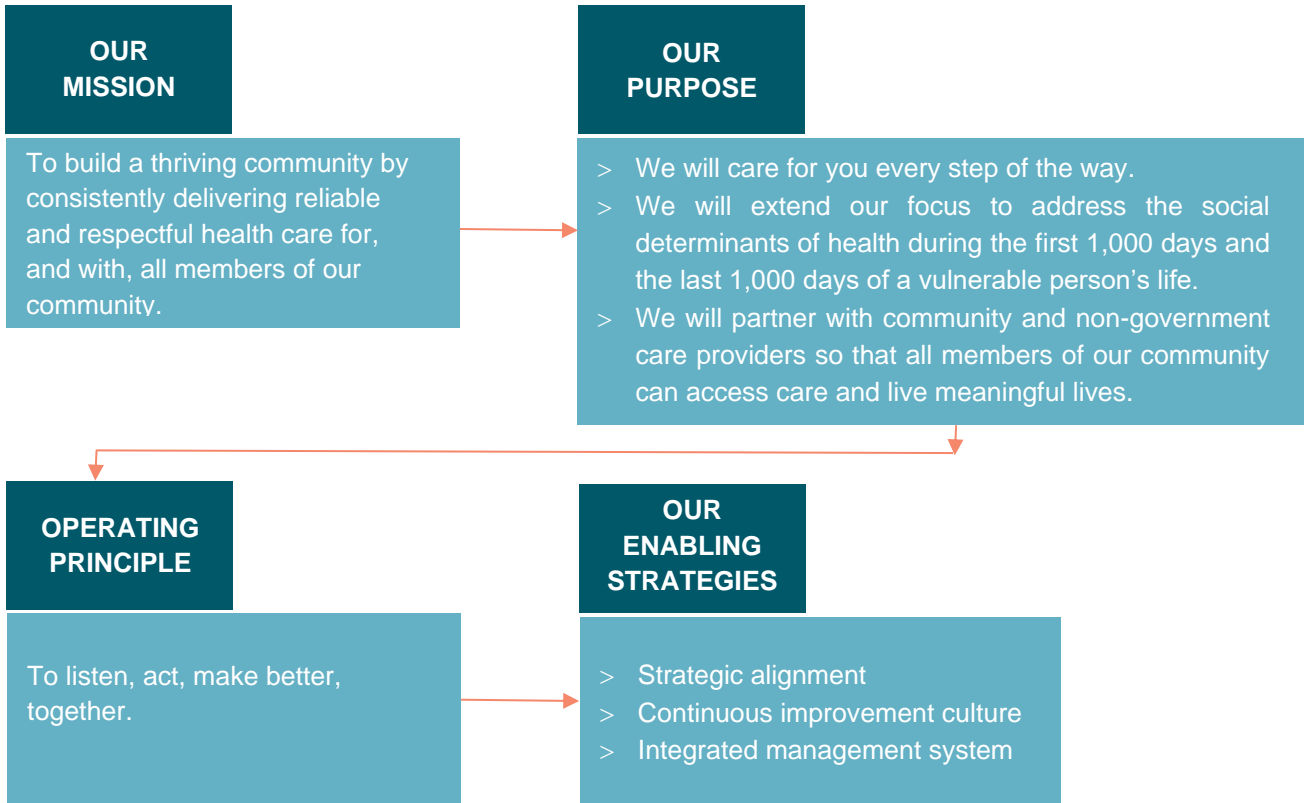 OUR
MISSION
To build a thriving community by
consistently delivering reliable
and respectful health care for,
and with, all members of our
community.
OUR
PURPOSE
> We will care for you every step of the way.
> We will extend our focus to address the social
determinants of health during the first 1,000 days and
the last 1,000 days of a vulnerable person’s life.
> We will partner with community and non-government
care providers so that all members of our community
can access care and live meaningful lives.
OPERATING
PRINCIPLE
To listen, act, make better,
together.
OUR
ENABLING
STRATEGIES
> Strategic alignment
> Continuous improvement culture
> Integrated management system